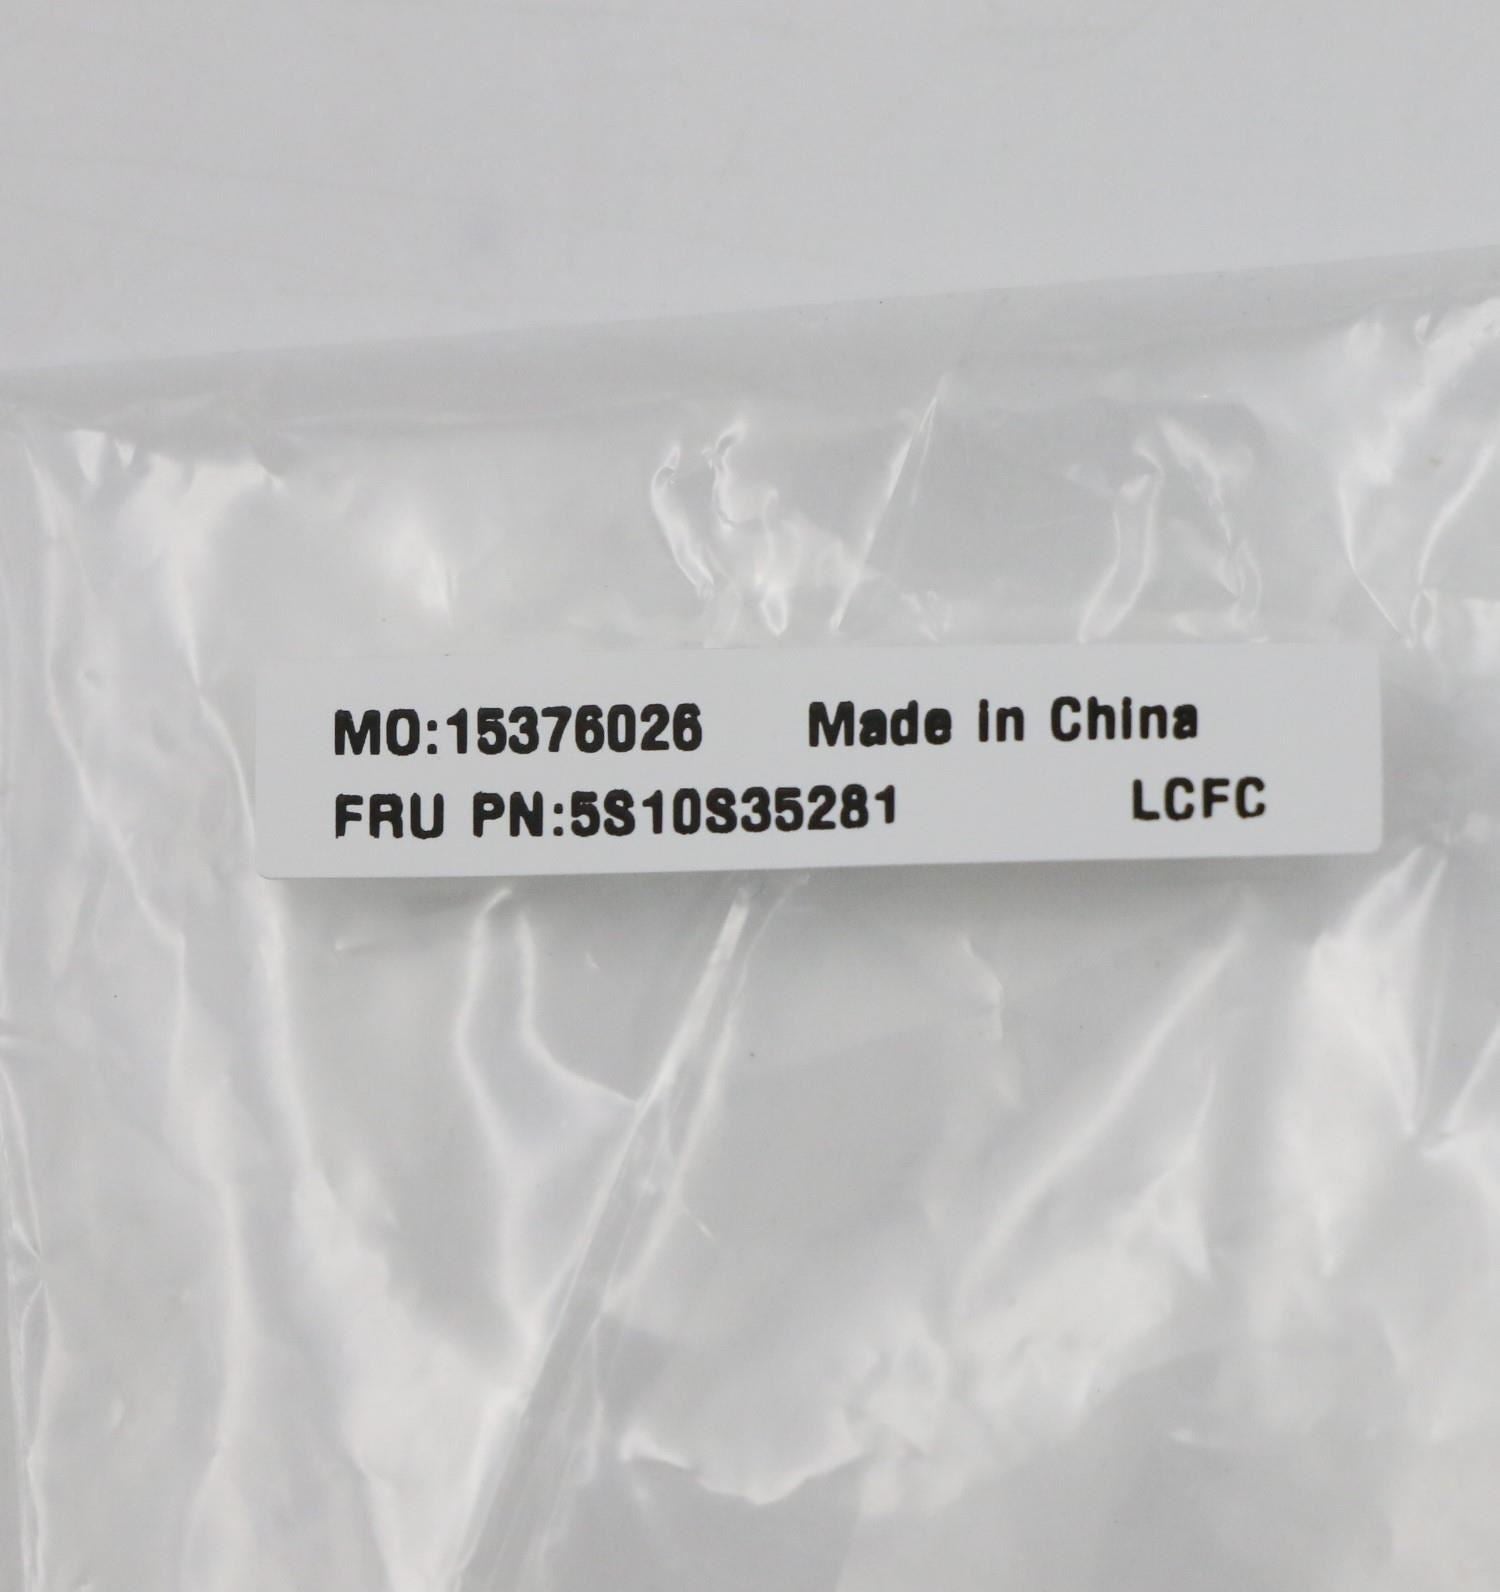 MO:15376026 Made in China
FRU PN:5S10S35281 LCFC